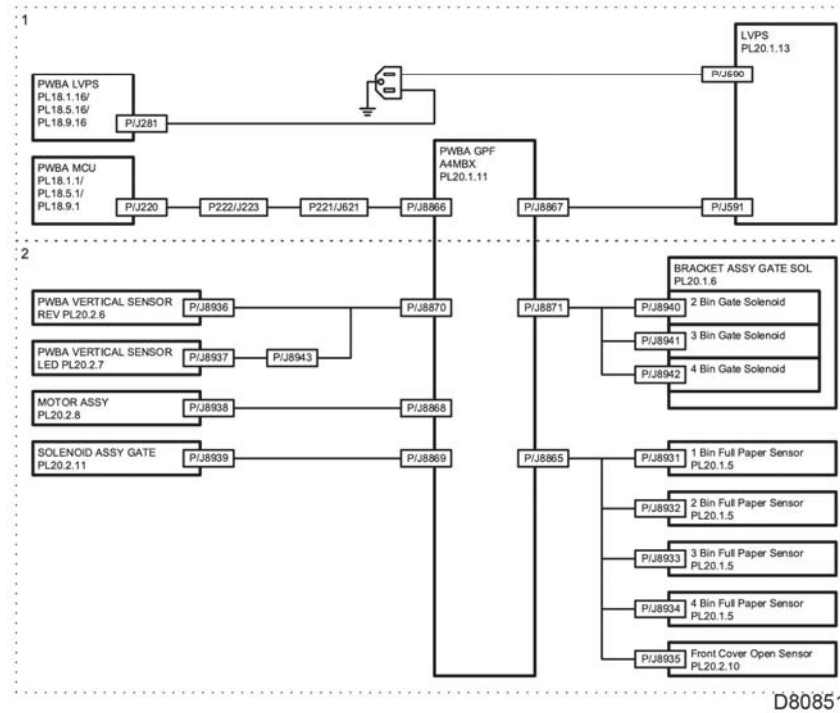 1
LVPS
PL20.1.13
P/J500
PWBA LVPS
PL18.1.16/
PL18.5.16/
PL18.9.16
P/J281
PWBA GPF
A4MBX
PL20.1.11
PWBA MCU
PL18.1.1/
PL18.5.1/
PL18.9.1
P/J220
P222/J223
P221/J621
P/J8866
P/J8867
P/J591
2
BRACKET ASSY GATE SOL
PL20.1.6
PWBA VERTICAL SENSOR
REV PL20.2.6
P/J8936
P/J8870
P/J8871
P/J8940
2 Bin Gate Solenoid
P/J8941
3 Bin Gate Solenoid
PWBA VERTICAL SENSOR
LED PL20.2.7
P/J8937
P/J8943
P/J8942
4 Bin Gate Solenoid
MOTOR ASSY
PL20.2.8
P/J8938
P/J8868
SOLENOID ASSY GATE
PL20.2.11
P/J8939
P/J8869
P/J8865
P/J8931
1 Bin Full Paper Sensor
PL20.1.5
P/J8932
2 Bin Full Paper Sensor
PL20.1.5
P/J8933
3 Bin Full Paper Sensor
PL20.1.5
P/J8934
4 Bin Full Paper Sensor
PL20.1.5
P/J8935
Front Cover Open Sensor
PL20.2.10
D80851